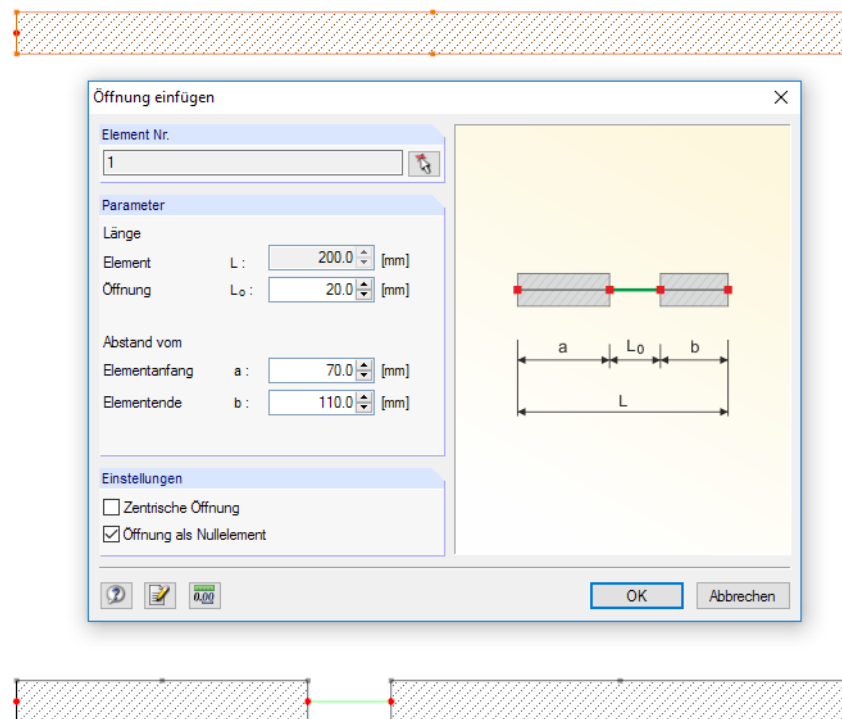 Öffnung einfügen
Element Nr.
1
Parameter
Länge
Element L : 200.0 [mm]
Öffnung Lo : 20.0 [mm]
Abstand vom
Elementanfang a : 70.0 [mm]
Elementende b : 110.0 [mm]
Einstellungen
Zentrische Öffnung
Öffnung als Nullelement
a L0 b
L
0.00
OK Abbrechen